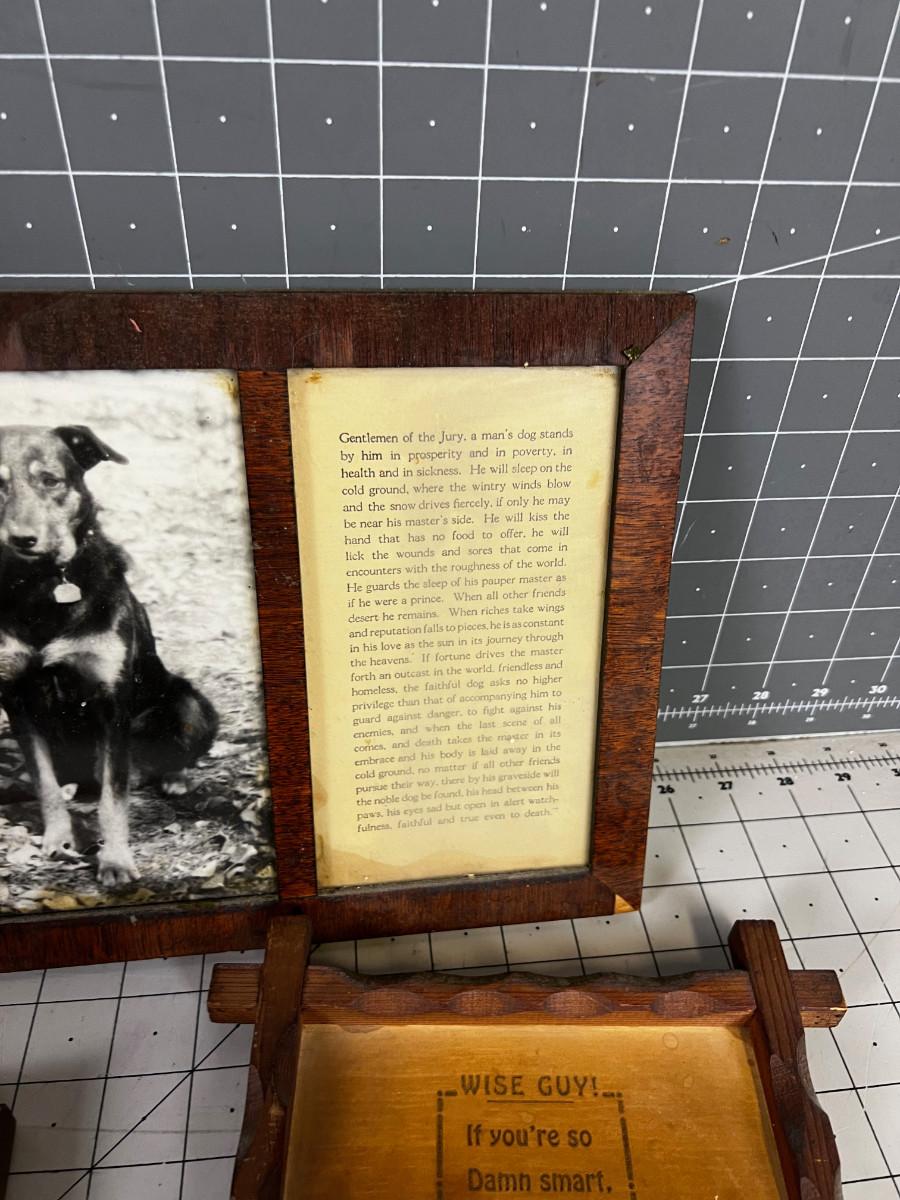 Gentlemen of the Jury, a man's dog stands
by him in prosperity and in poverty, in
health and in sickness. He will sleep on the
cold ground, where the wintry winds blow
and the snow drives fiercely, if only he may
be near his master's side. He will kiss the
hand that has no food to offer, he will
lick the wounds and sores that come in
encounters with the roughness of the world.
He guards the sleep of his pauper master as
if he were a prince. When all other friends
desert he remains. When riches take wings
and reputation falls to pieces, he is as constant
in his love as the sun in its journey through
the heavens. If fortune drives the master
forth an outcast in the world, friendless and
homeless, the faithful dog asks no higher
privilege than that of accompanying him to
guard against danger, to fight against his
enemies, and when the last scene of all
comes, and death takes the master in its
embrace and his body is laid away in the
cold ground, no matter if all other friends
pursue their way, there by his graveside will
the noble dog be found, his head between his
paws, his eyes sad but open in alert watch-
fulness, faithful and true even to death."
27 28 29 30
26 27 28 29
WISE GUY!
If you're so
Damn smart,